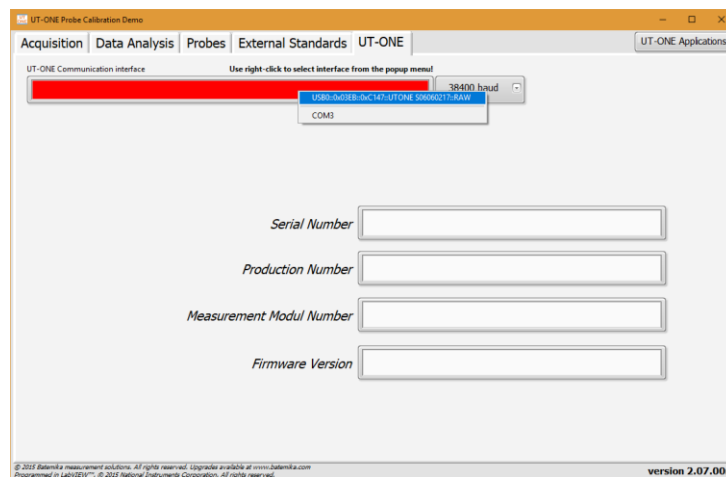 UT-ONE Probe Calibration Demo
Acquisition Data Analysis Probes External Standards UT-ONE UT-ONE Applications
UT-ONE Communication interface Use right-click to select interface from the popup menu!
38400 baud
USB0::0x03EB::0xC147::UTONE S06060217::RAW
COM3
Serial Number
Production Number
Measurement Modul Number
Firmware Version
© 2015 Batemika measurement solutions. All rights reserved. Upgrades available at www.batemika.com
Programmed in LabVIEW™. © 2015 National Instruments Corporation. All rights reserved.
version 2.07.00